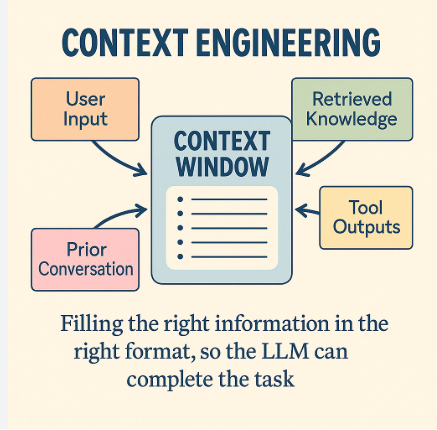 CONTEXT ENGINEERING
User
Input
Retrieved
Knowledge
CONTEXT
WINDOW
Prior
Conversation
Tool
Outputs
Filling the right information in the
right format, so the LLM can
complete the task